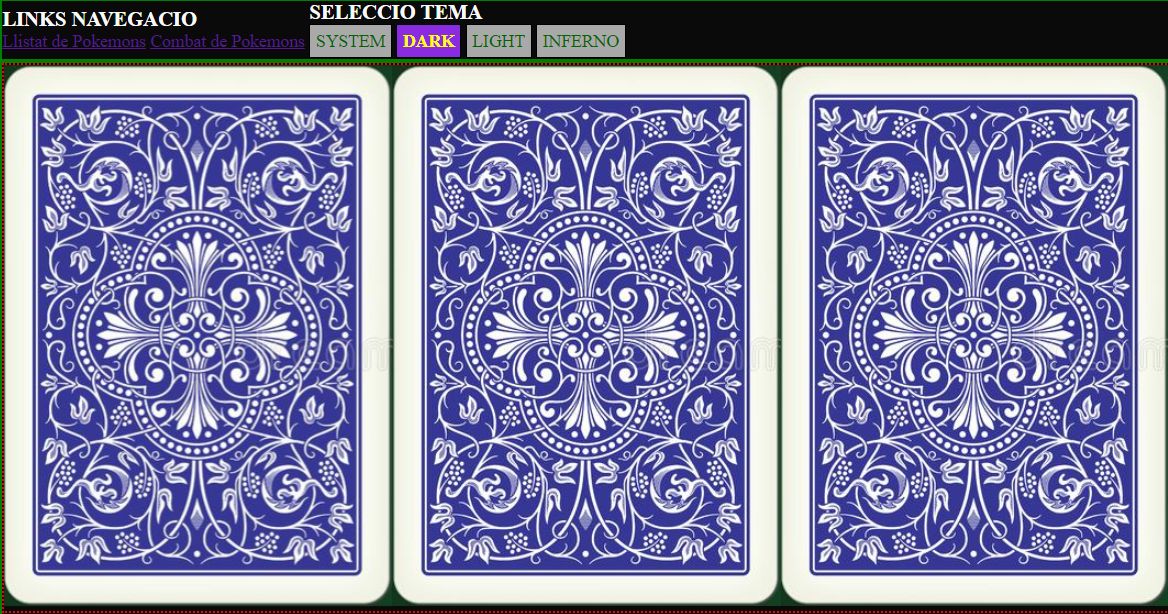 LINKS NAVEGACIO
Llistat de Pokemons Combat de Pokemons
SELECCIO TEMA
SYSTEM DARK LIGHT INFERNO